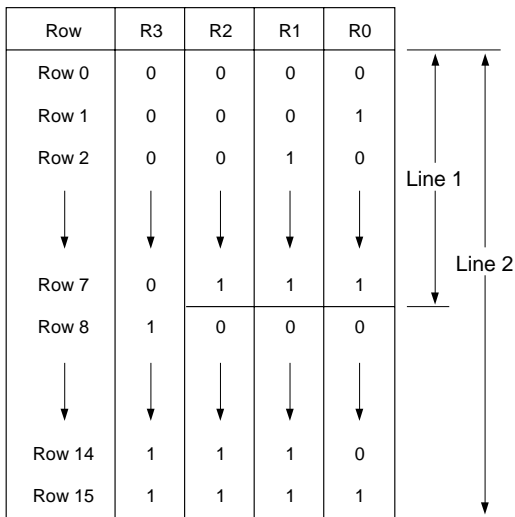 Row R3 R2 R1 R0
Row 0 0 0 0 0
Row 1 0 0 0 1
Row 2 0 0 1 0
Line 1
Line 2
Row 7 0 1 1 1
Row 8 1 0 0 0
Row 14 1 1 1 0
Row 15 1 1 1 1